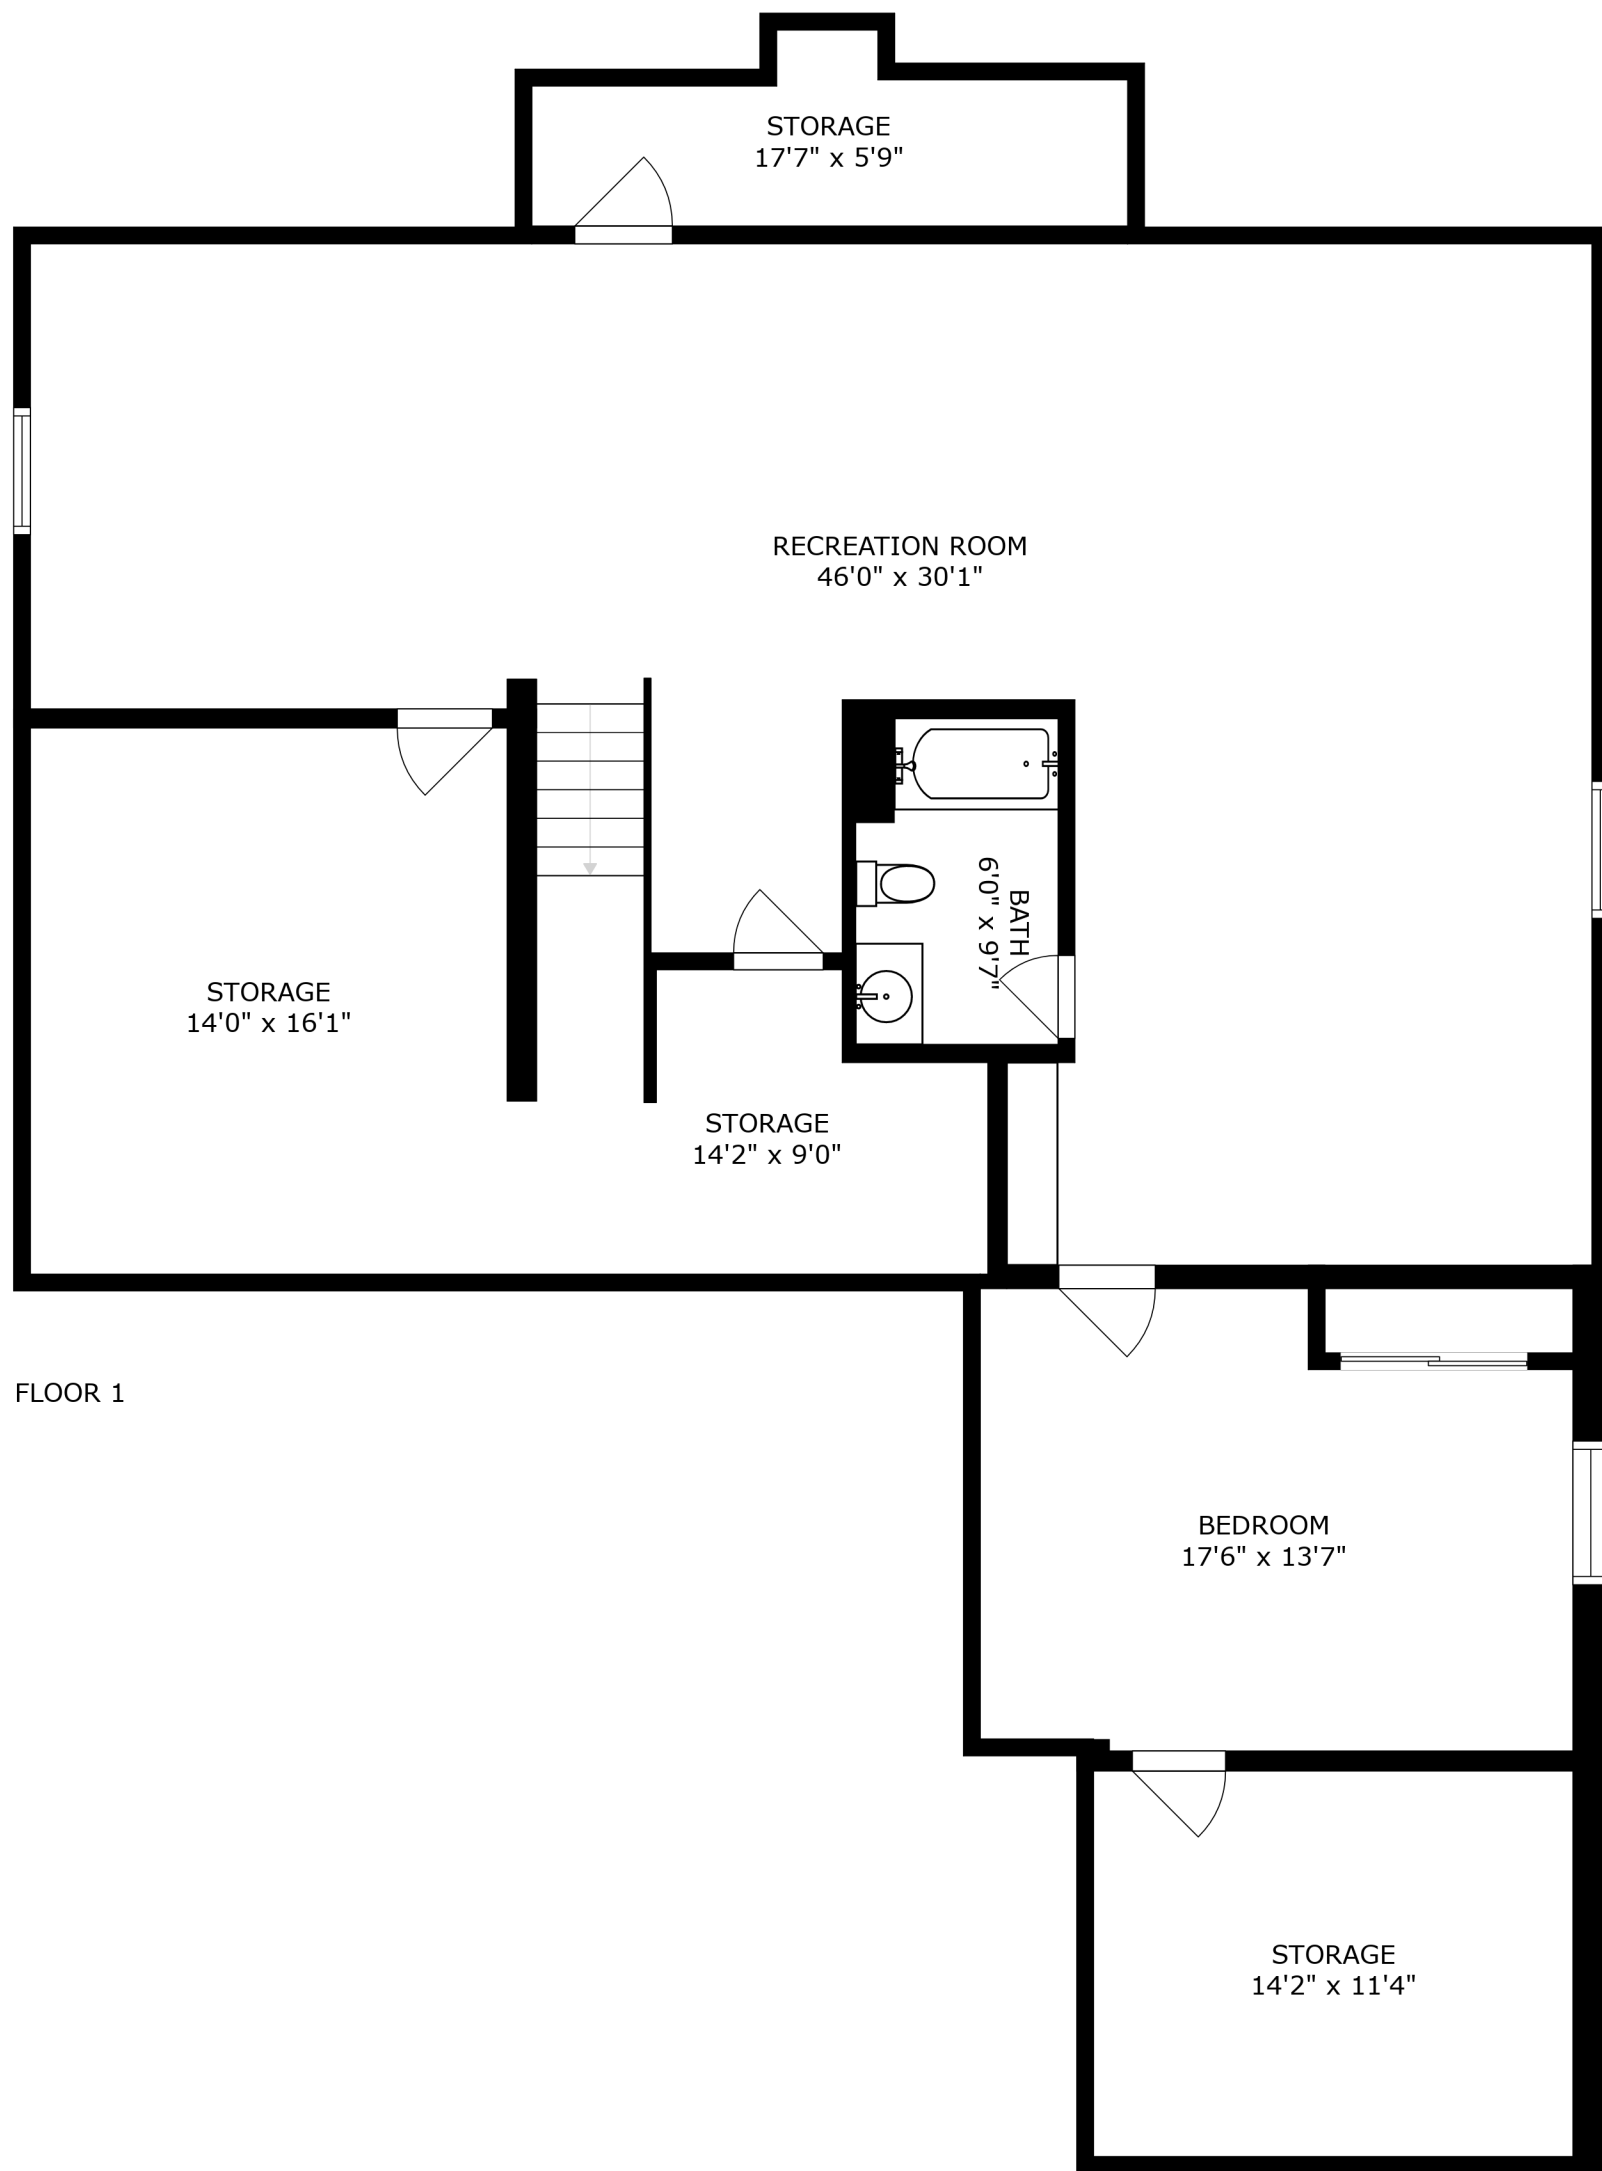 STORAGE
17'7" x 5'9"
RECREATION ROOM
46'0" x 30'1"
BATH
6'0" x 9'7"
STORAGE
14'0" x 16'1"
STORAGE
14'2" x 9'0"
FLOOR 1
BEDROOM
17'6" x 13'7"
STORAGE
14'2" x 11'4"